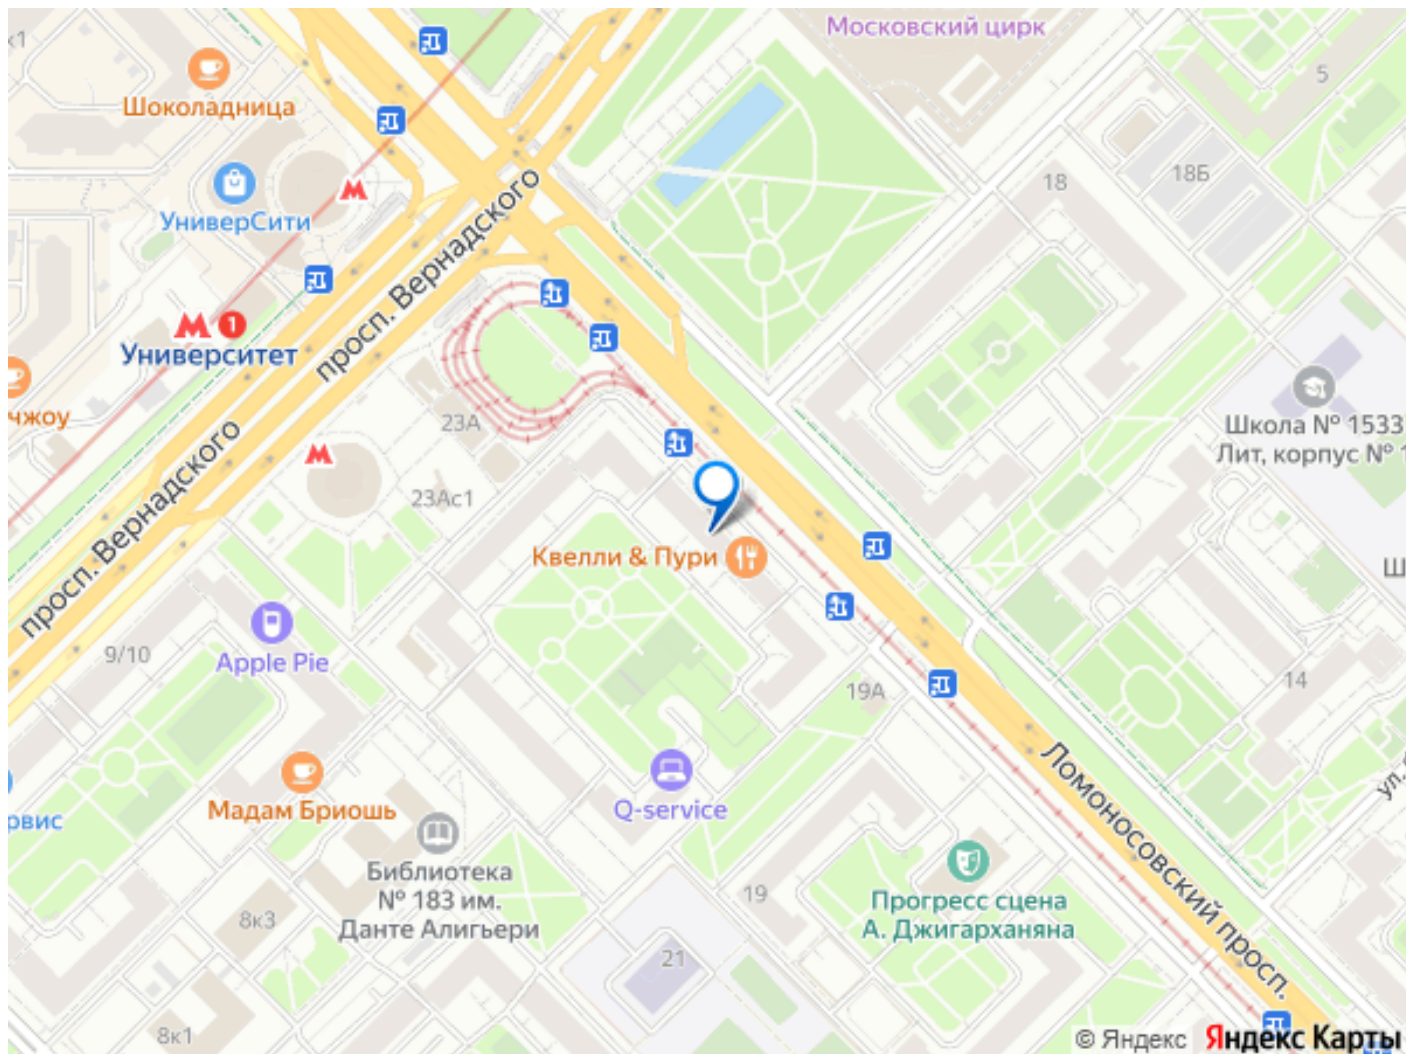 к1
Московский цирк
Шоколадница
5
18Б
18
УниверСити
просп. Вернадского
М 1
Университет
чжоу
23А
Школа № 1533
Лит, корпус №
23Ас1
просп. Вернадского
Квелли & Пури
Ш
9/10
Apple Pie
19А
14
ул.
Ломоносовский просп.
Мадам Бриошь
Q-service
рвис
Библиотека
№ 183 им.
Данте Алигьери
8к3
19
Прогресс сцена
А. Джигарханяна
21
8к1
© Яндекс Яндекс Карты